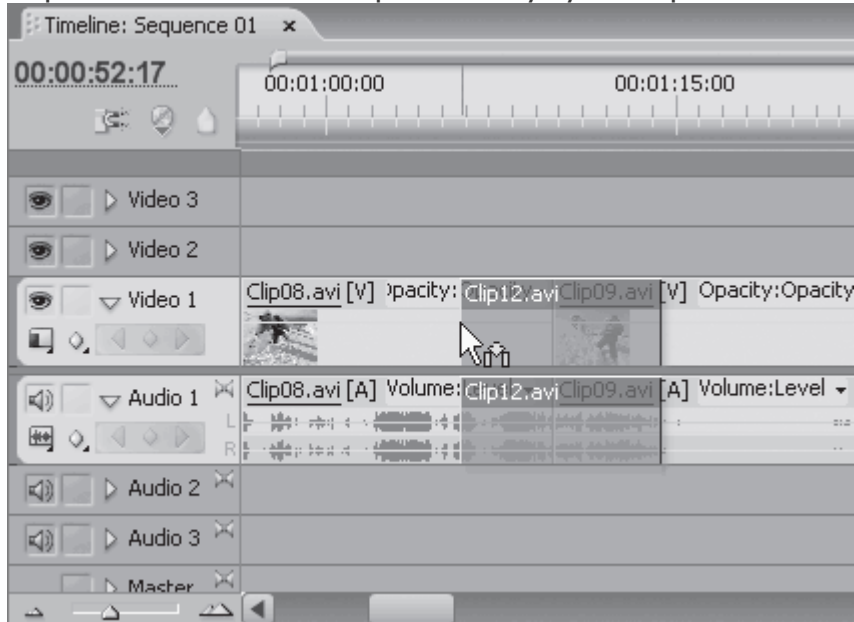 Timeline: Sequence 01 ×
00:00:52:17
00:01:00:00 00:01:15:00
Video 3
Video 2
Video 1 Clip08.avi [V] Opacity: Clip12.avi Clip09.avi [V] Opacity:Opacity
Audio 1 Clip08.avi [A] Volume: Clip12.avi Clip09.avi [A] Volume:Level
L
R
Audio 2
Audio 3
Master